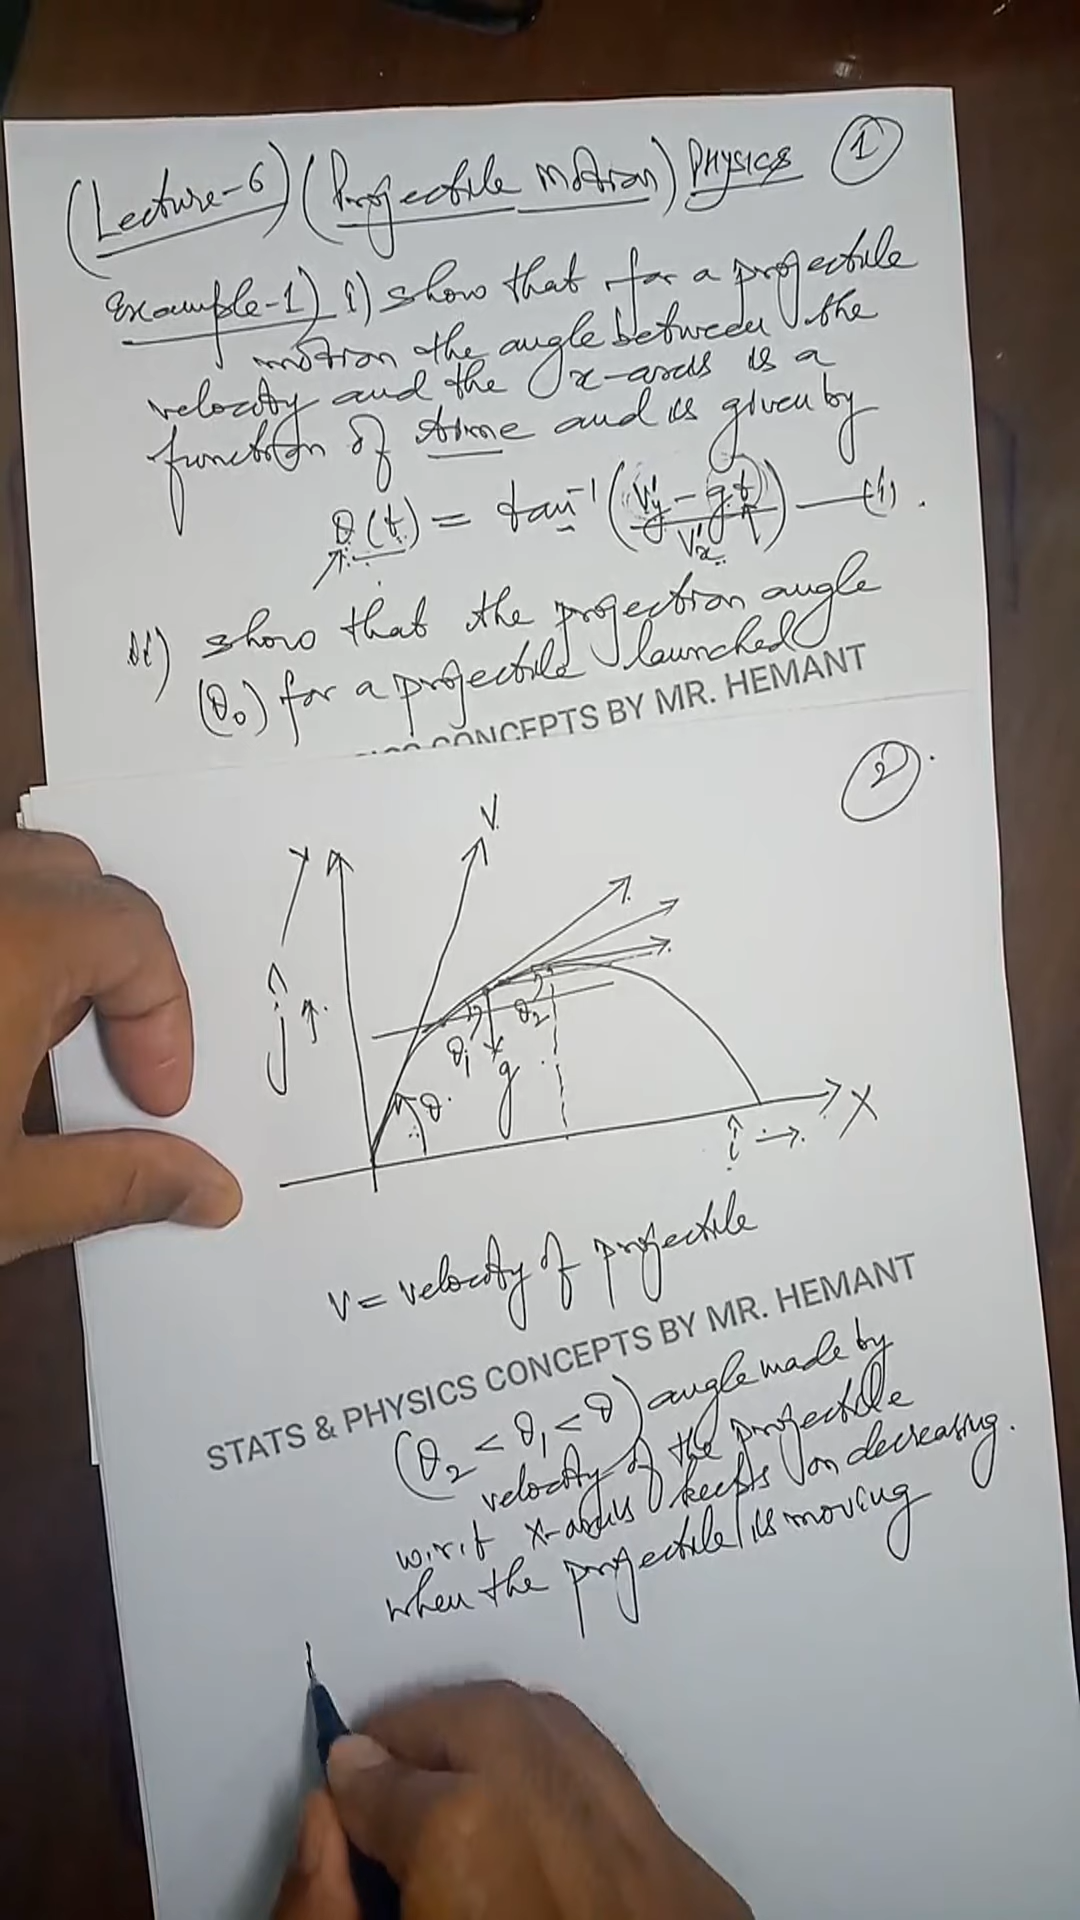 (Lecture-6) (Projectile motion) Physics 1
Example-1) i) show that for a projectile
motion the angle between the
velocity and the x-axis is a
function of time and is given by
θ(t) = tan⁻¹ (Vy - gt / Vx) — (i).
ii) show that the projection angle
(θ₀) for a projectile launched
CONCEPTS BY MR. HEMANT
2
V
Y
ĵ
θ₁
θ₂
g
θ
î
X
V = velocity of projectile
STATS & PHYSICS CONCEPTS BY MR. HEMANT
(θ₂ < θ₁ < θ) angle made by
velocity of the projectile
w.r.t x-axis keeps on decreasing.
when the projectile is moving